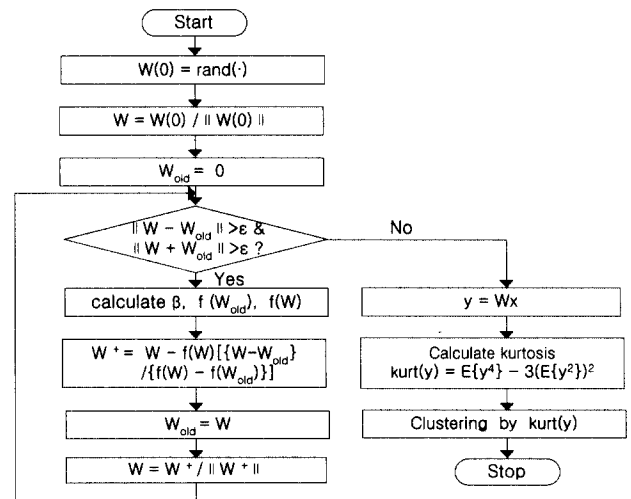 Start
W(0) = rand(·)
W = W(0) / || W(0) ||
W_old = 0
|| W − W_old || >ε &
|| W + W_old || >ε ?
No
Yes
calculate β, f (W_old), f(W)
W⁺ = W − f(W)[{W−W_old}
/{f(W) − f(W_old)}]
W_old = W
W = W⁺ / || W⁺ ||
y = Wx
Calculate kurtosis
kurt(y) = E{y⁴} − 3(E{y²})²
Clustering by kurt(y)
Stop